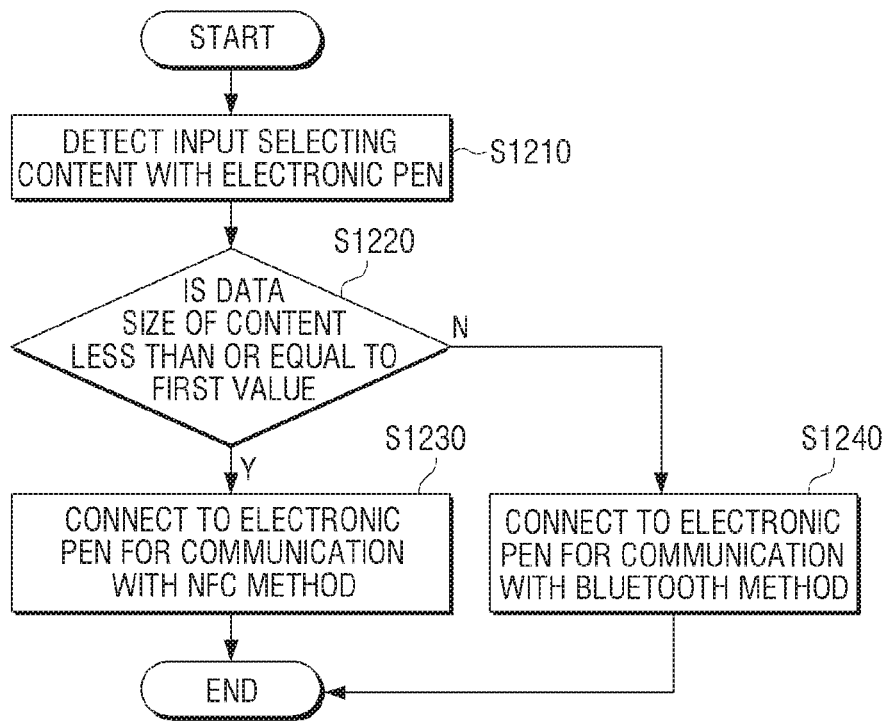 START
DETECT INPUT SELECTING
CONTENT WITH ELECTRONIC PEN
S1210
S1220
IS DATA
SIZE OF CONTENT
LESS THAN OR EQUAL TO
FIRST VALUE
N
Y
S1230
CONNECT TO ELECTRONIC
PEN FOR COMMUNICATION
WITH NFC METHOD
S1240
CONNECT TO ELECTRONIC
PEN FOR COMMUNICATION
WITH BLUETOOTH METHOD
END